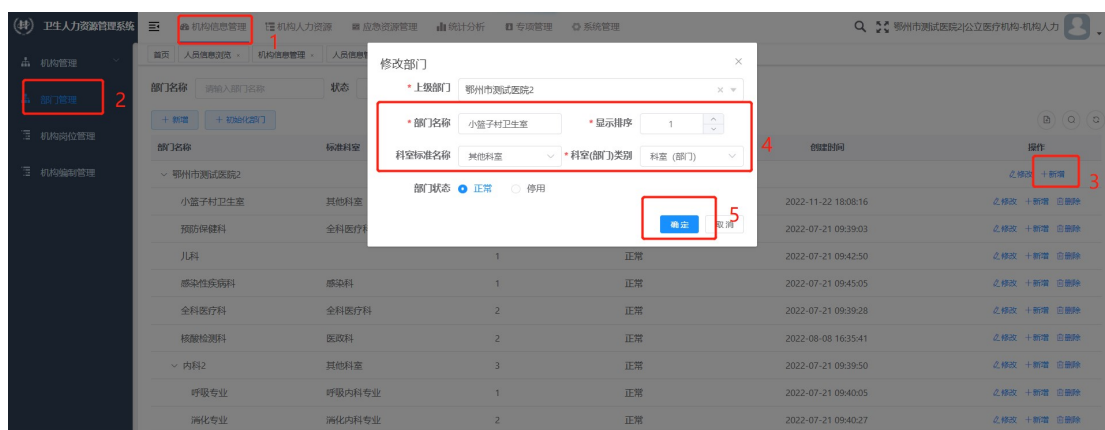 卫生人力资源管理系统 机构信息管理 机构人力资源 应急资源管理 统计分析 专项管理 系统管理 鄂州市测试医院2|公立医疗机构-机构人力
1
首页 人员信息浏览 机构信息管理 人员信息
机构管理
部门管理
2
机构岗位管理
机构编制管理
部门名称 请输入部门名称 状态
+ 新增 + 初始化部门
修改部门
* 上级部门 鄂州市测试医院2
* 部门名称 小篮子村卫生室 * 显示排序 1
科室标准名称 其他科室 * 科室(部门)类别 科室 (部门)
4
部门状态 正常 停用
确定 取消
5
部门名称 标准科室 创建时间 操作
鄂州市测试医院2 修改 +新增
3
小篮子村卫生室 其他科室 2022-11-22 18:08:16 修改 +新增 删除
预防保健科 全科医疗科 2022-07-21 09:39:03 修改 +新增 删除
儿科 1 正常 2022-07-21 09:42:50 修改 +新增 删除
感染性疾病科 感染科 1 正常 2022-07-21 09:45:05 修改 +新增 删除
全科医疗科 全科医疗科 2 正常 2022-07-21 09:39:28 修改 +新增 删除
核酸检测科 医政科 2 正常 2022-08-08 16:35:41 修改 +新增 删除
内科2 其他科室 3 正常 2022-07-21 09:39:50 修改 +新增 删除
呼吸专业 呼吸内科专业 1 正常 2022-07-21 09:40:05 修改 +新增 删除
消化专业 消化内科专业 2 正常 2022-07-21 09:40:27 修改 +新增 删除